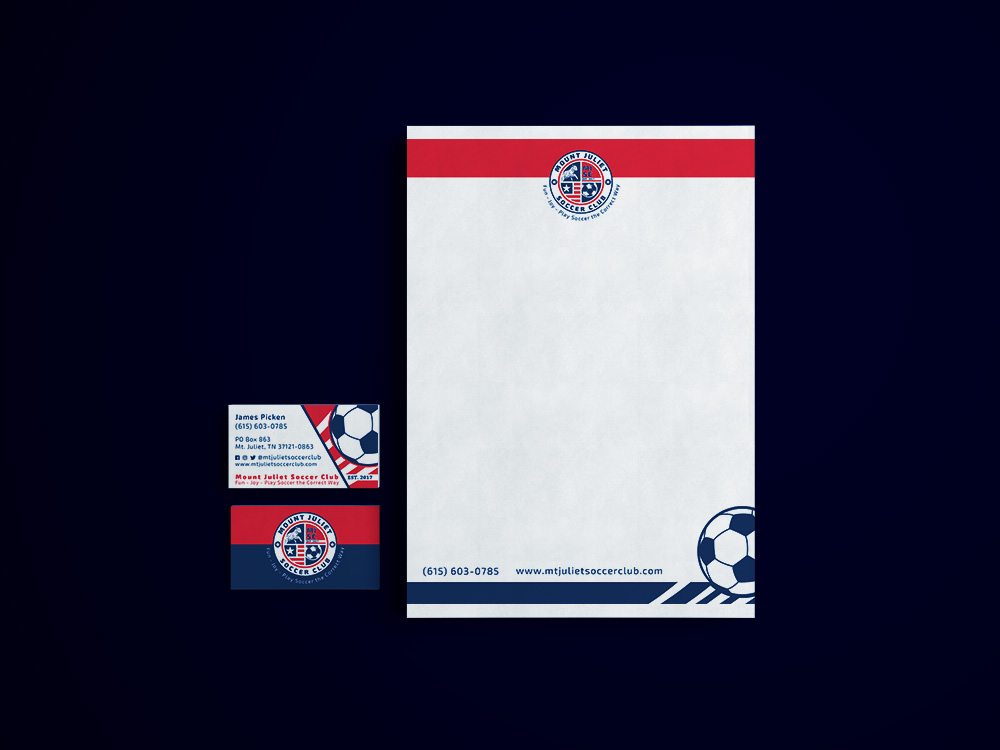 MOUNT JULIET
SOCCER CLUB
Fun - Joy - Play Soccer the Correct Way
(615) 603-0785 www.mtjulietsoccerclub.com
James Picken
(615) 603-0785
PO Box 863
Mt. Juliet, TN 37121-0863
@mtjulietsoccerclub
www.mtjulietsoccerclub.com
Mount Juliet Soccer Club
Fun - Joy - Play Soccer the Correct Way
EST. 2017
MOUNT JULIET
SOCCER CLUB
Fun - Joy - Play Soccer the Correct Way